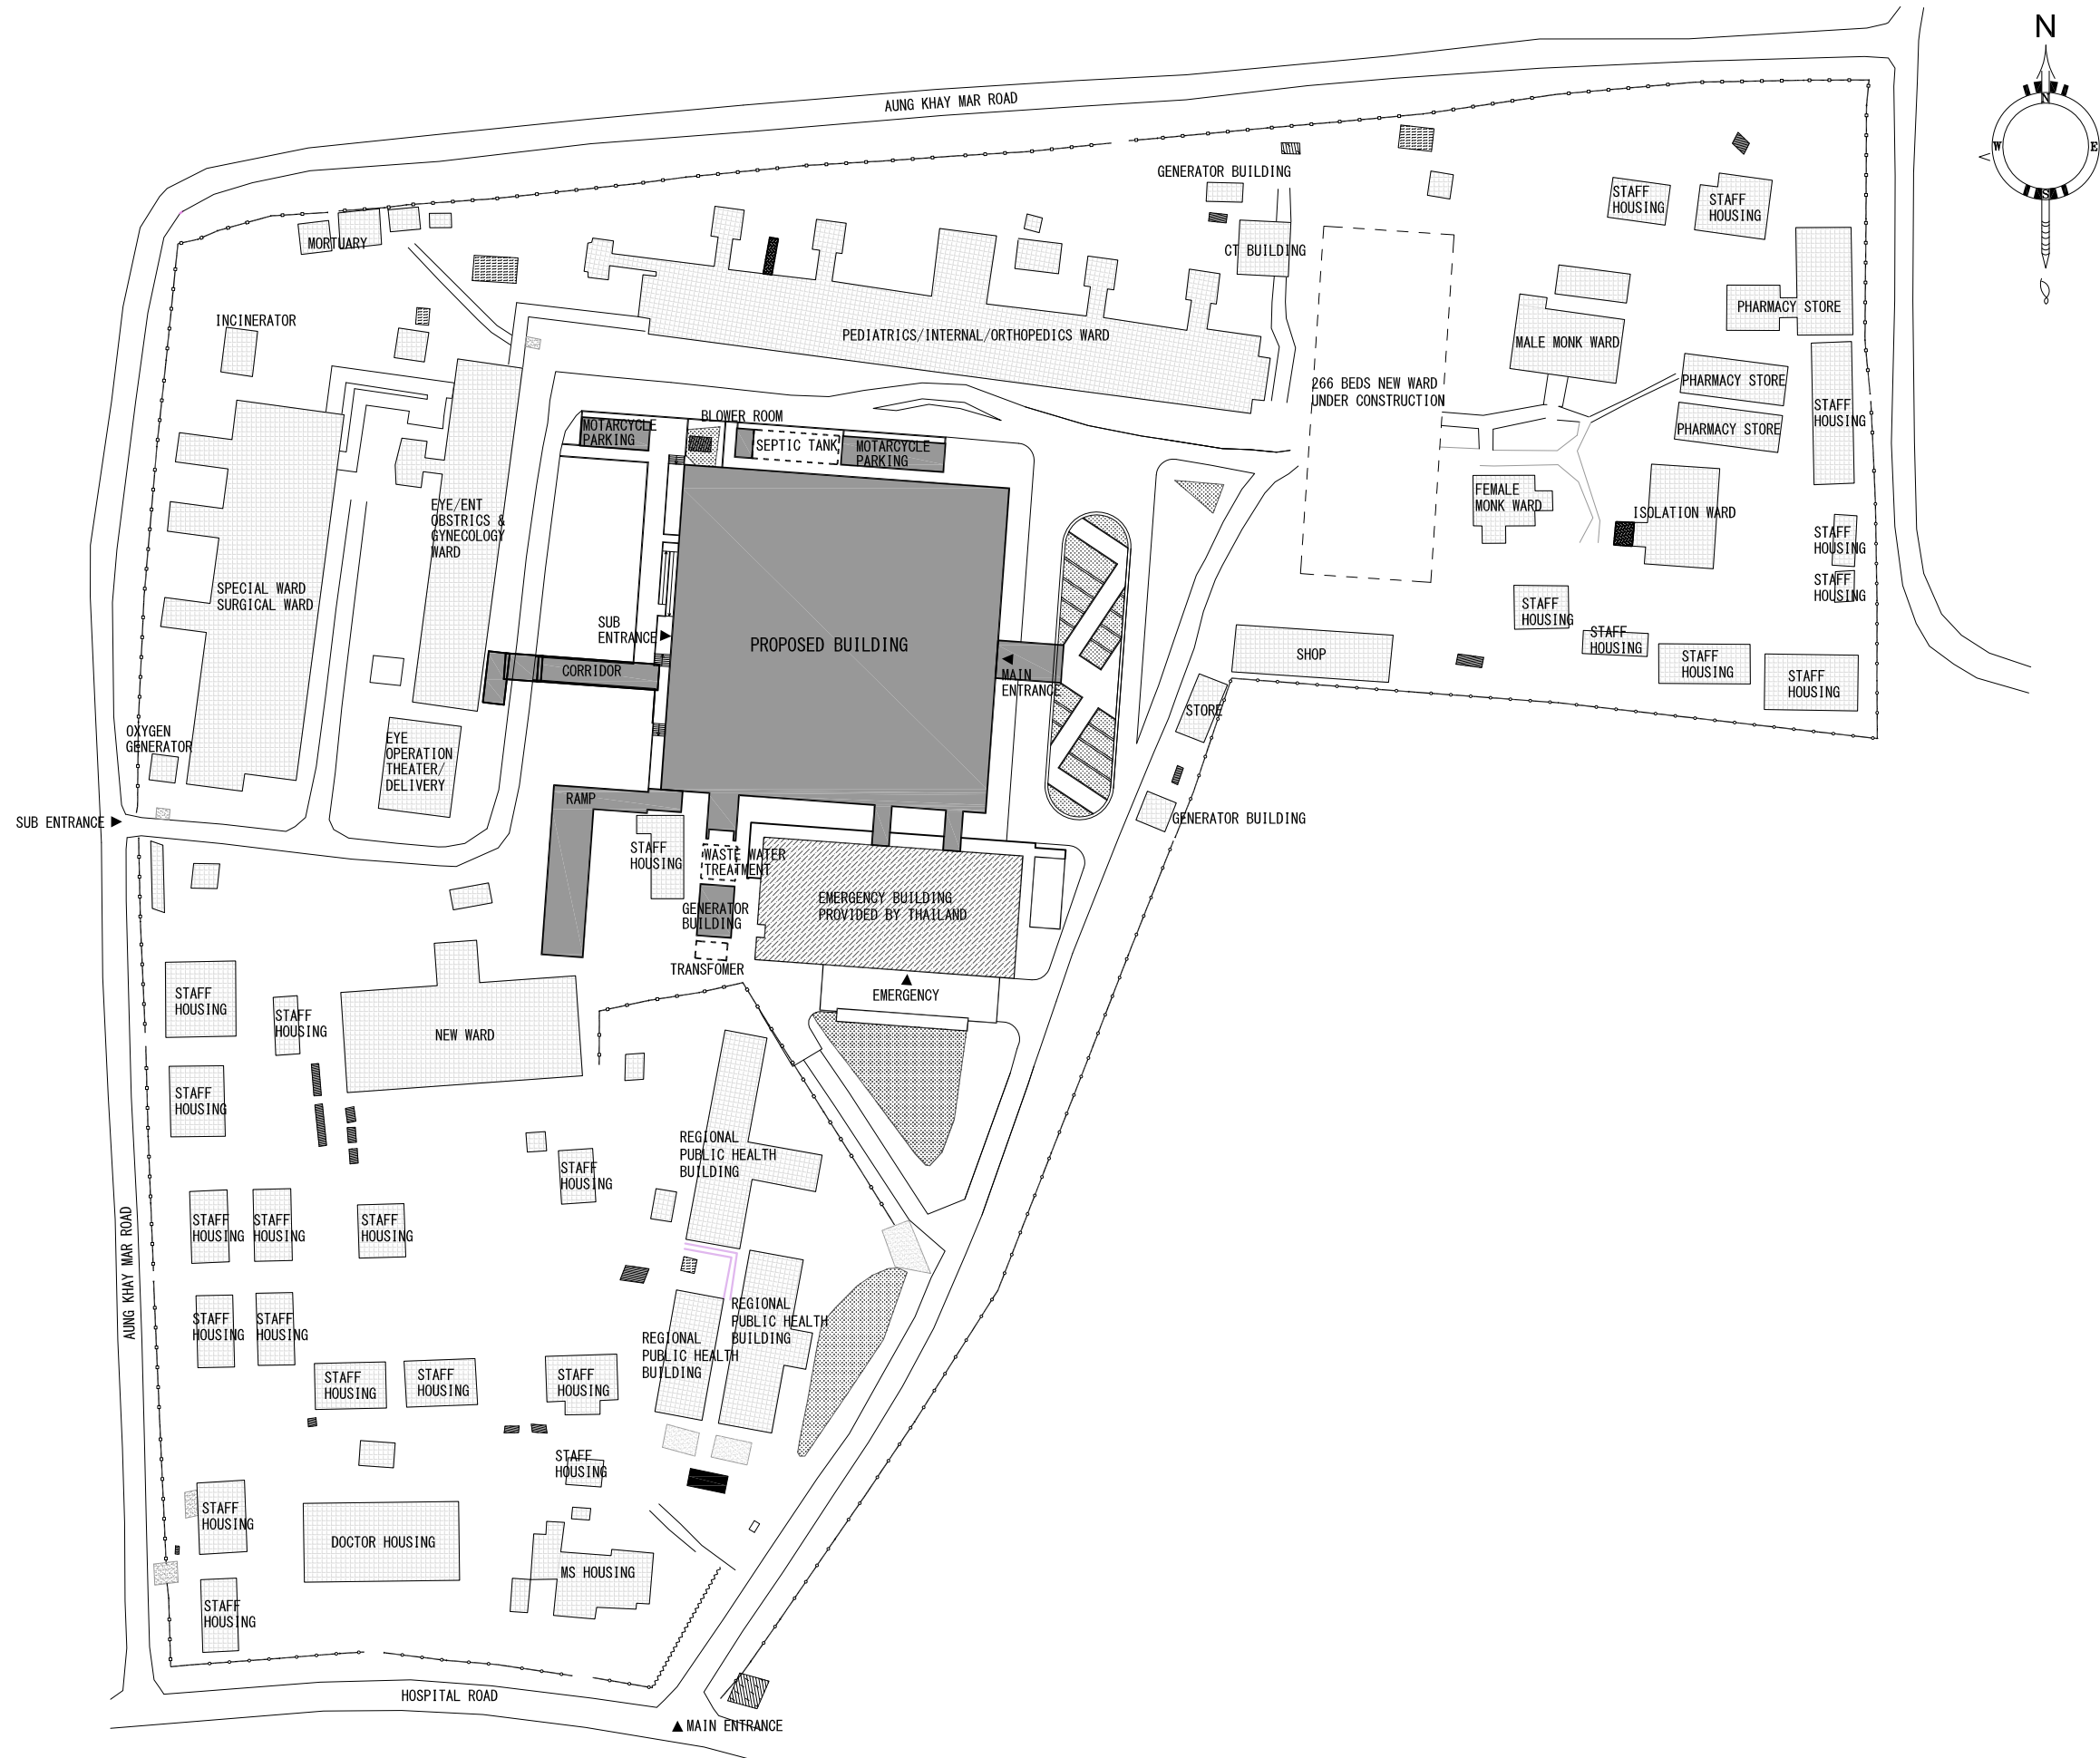 N
AUNG KHAY MAR ROAD
N
W
E
S
GENERATOR BUILDING
STAFF
HOUSING
STAFF
HOUSING
MORTUARY
CT BUILDING
INCINERATOR
PHARMACY STORE
PEDIATRICS/INTERNAL/ORTHOPEDICS WARD
MALE MONK WARD
266 BEDS NEW WARD
UNDER CONSTRUCTION
PHARMACY STORE
STAFF
HOUSING
PHARMACY STORE
BLOWER ROOM
MOTARCYCLE
PARKING
SEPTIC TANK
MOTARCYCLE
PARKING
EYE/ENT
OBSTRICS &
GYNECOLOGY
WARD
FEMALE
MONK WARD
ISOLATION WARD
STAFF
HOUSING
STAFF
HOUSING
SPECIAL WARD
SURGICAL WARD
STAFF
HOUSING
SUB
ENTRANCE
PROPOSED BUILDING
STAFF
HOUSING
SHOP
STAFF
HOUSING
STAFF
HOUSING
CORRIDOR
MAIN
ENTRANCE
STORE
OXYGEN
GENERATOR
EYE
OPERATION
THEATER/
DELIVERY
RAMP
SUB ENTRANCE
GENERATOR BUILDING
STAFF
HOUSING
WASTE WATER
TREATMENT
EMERGENCY BUILDING
PROVIDED BY THAILAND
GENERATOR
BUILDING
TRANSFOMER
EMERGENCY
STAFF
HOUSING
STAFF
HOUSING
NEW WARD
STAFF
HOUSING
REGIONAL
PUBLIC HEALTH
BUILDING
STAFF
HOUSING
AUNG KHAY MAR ROAD
STAFF
HOUSING
STAFF
HOUSING
STAFF
HOUSING
REGIONAL
PUBLIC HEALTH
BUILDING
STAFF
HOUSING
STAFF
HOUSING
REGIONAL
PUBLIC HEALTH
BUILDING
STAFF
HOUSING
STAFF
HOUSING
STAFF
HOUSING
STAFF
HOUSING
STAFF
HOUSING
DOCTOR HOUSING
MS HOUSING
STAFF
HOUSING
HOSPITAL ROAD
MAIN ENTRANCE